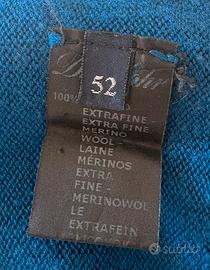 52
100%
EXTRAFINE -
EXTRA FINE
MERINO
WOOL -
LAINE
MÉRINOS
EXTRA
FINE -
MERINOWOL
LE
EXTRAFEIN
subito